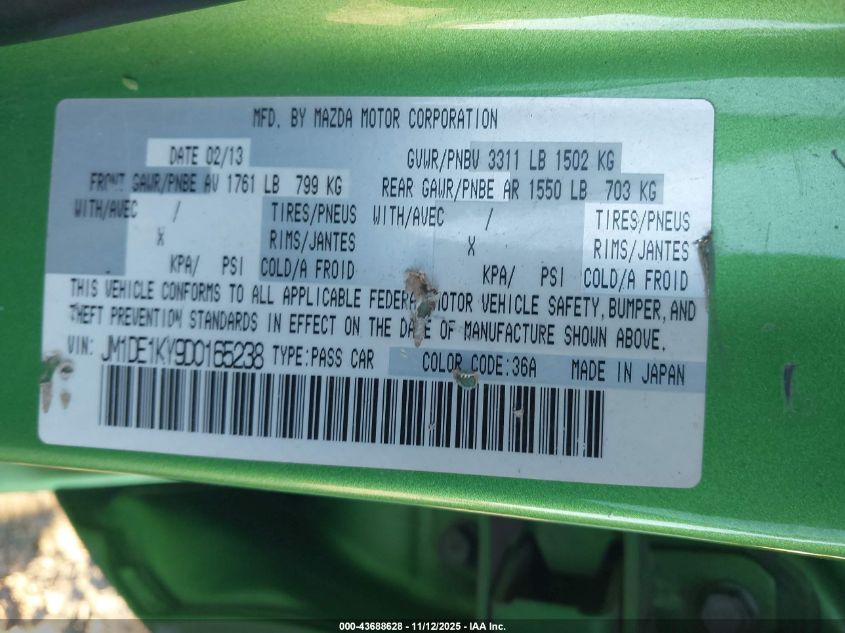 MFD. BY MAZDA MOTOR CORPORATION
DATE 02/13 GVWR/PNBV 3311 LB 1502 KG
FRONT GAWR/PNBE AV 1761 LB 799 KG REAR GAWR/PNBE AR 1550 LB 703 KG
WITH/AVEC / TIRES/PNEUS WITH/AVEC / TIRES/PNEUS
X RIMS/JANTES X RIMS/JANTES
KPA/ PSI COLD/A FROID KPA/ PSI COLD/A FROID
THIS VEHICLE CONFORMS TO ALL APPLICABLE FEDERAL MOTOR VEHICLE SAFETY, BUMPER, AND
THEFT PREVENTION STANDARDS IN EFFECT ON THE DATE OF MANUFACTURE SHOWN ABOVE.
VIN: JM1DE1KY9D0165238 TYPE: PASS CAR COLOR CODE: 36A MADE IN JAPAN
000-43688628 - 11/12/2025 - IAA Inc.